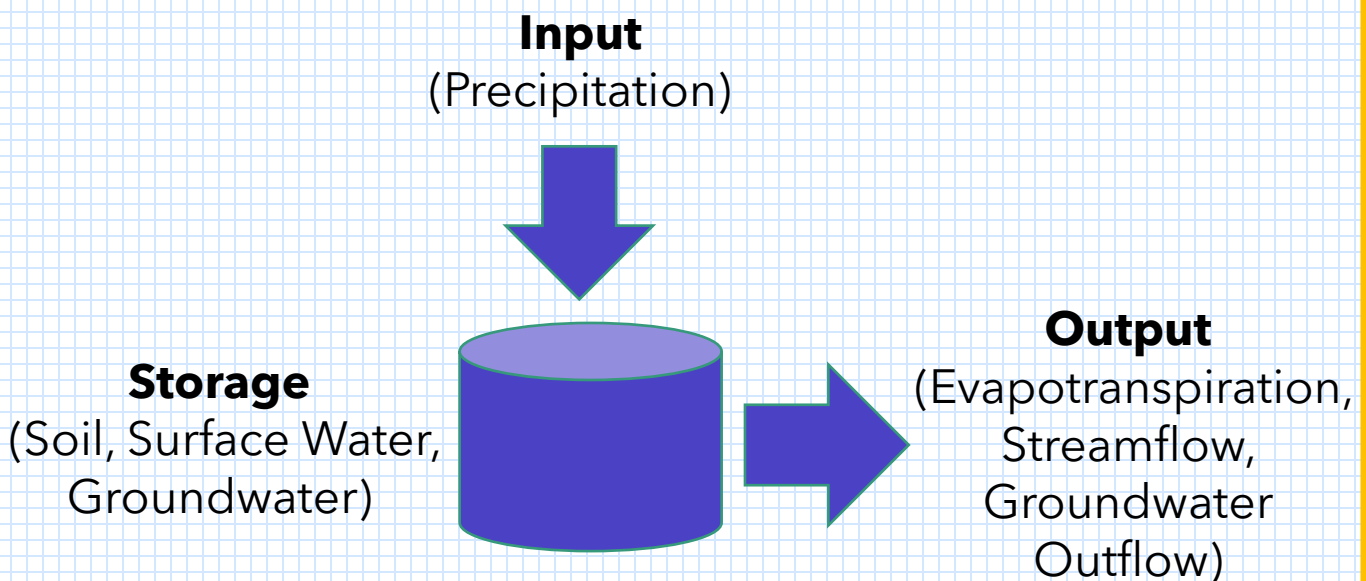 Input
(Precipitation)
Storage
(Soil, Surface Water,
Groundwater)
Output
(Evapotranspiration,
Streamflow,
Groundwater
Outflow)